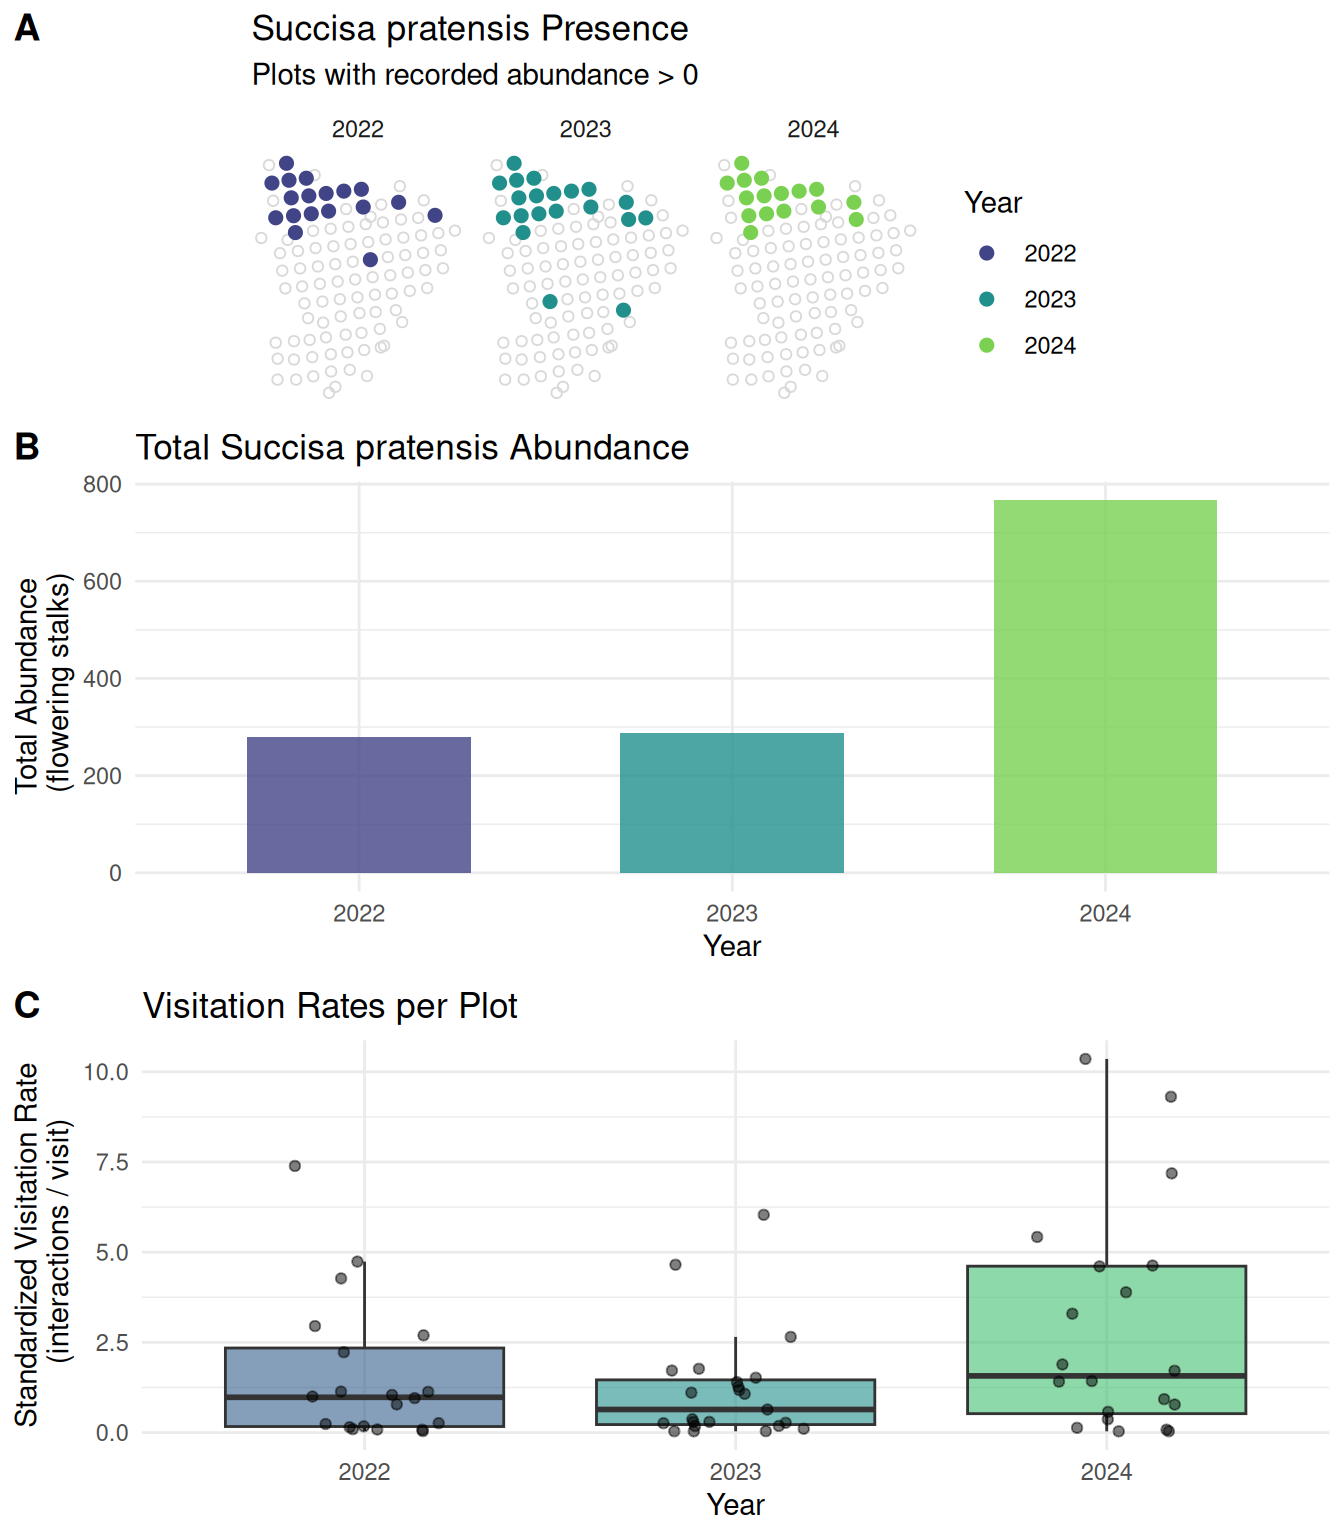 A
Succisa pratensis Presence
Plots with recorded abundance > 0
2022
2023
2024
Year
2022
2023
2024
B
Total Succisa pratensis Abundance
Total Abundance
(flowering stalks)
800
600
400
200
0
2022
2023
2024
Year
C
Visitation Rates per Plot
Standardized Visitation Rate
(interactions / visit)
10.0
7.5
5.0
2.5
0.0
2022
2023
2024
Year